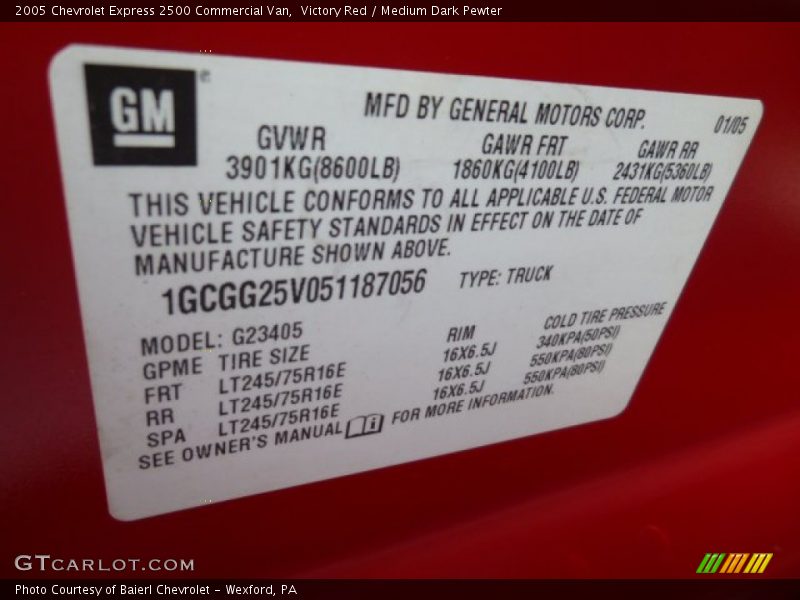 2005 Chevrolet Express 2500 Commercial Van, Victory Red / Medium Dark Pewter
GM
MFD BY GENERAL MOTORS CORP. 01/05
GVWR GAWR FRT GAWR RR
3901KG(8600LB) 1860KG(4100LB) 2431KG(5360LB)
THIS VEHICLE CONFORMS TO ALL APPLICABLE U.S. FEDERAL MOTOR
VEHICLE SAFETY STANDARDS IN EFFECT ON THE DATE OF
MANUFACTURE SHOWN ABOVE.
1GCGG25V051187056 TYPE: TRUCK
MODEL: G23405
GPME TIRE SIZE RIM COLD TIRE PRESSURE
FRT LT245/75R16E 16X6.5J 340KPA(50PSI)
RR LT245/75R16E 16X6.5J 550KPA(80PSI)
SPA LT245/75R16E 16X6.5J 550KPA(80PSI)
SEE OWNER'S MANUAL FOR MORE INFORMATION.
GTCARLOT.COM
Photo Courtesy of Baierl Chevrolet - Wexford, PA